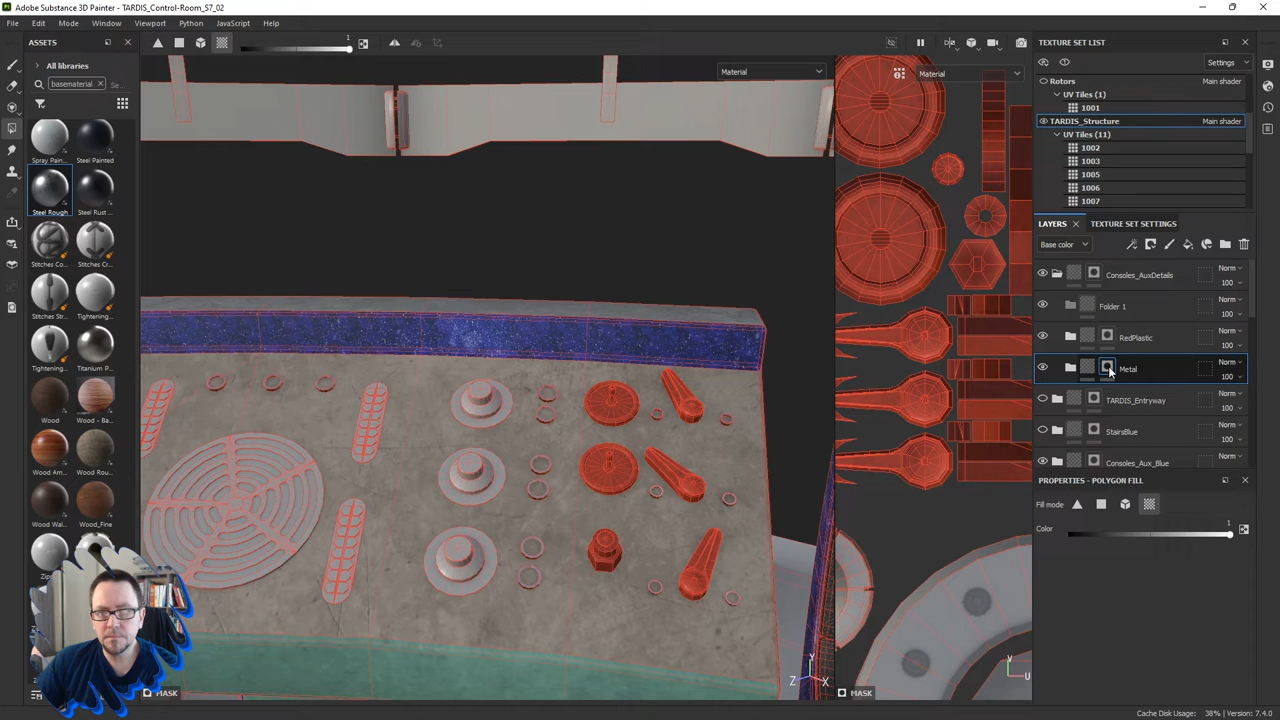 Adobe Substance 3D Painter - TARDIS_Control-Room_S7_02
File Edit Mode Window Viewport Python JavaScript Help
ASSETS
All libraries
basematerial × Se...
Spray Pain...
Steel Painted
Steel Rough
Steel Rust ...
Stitches Co...
Stitches Cr...
Stitches Str...
Tightening...
Tightening...
Titanium P...
Wood
Wood - Ba...
Wood Am...
Wood Rou...
Wood Wal...
Wood_Fine
1
Material
Material
MASK
MASK
Z X Y
V
U
TEXTURE SET LIST
Settings
Rotors Main shader
UV Tiles (1)
1001
TARDIS_Structure Main shader
UV Tiles (11)
1002
1003
1005
1006
1007
LAYERS × TEXTURE SET SETTINGS
Base color
Consoles_AuxDetails Norm 100
Folder 1 Norm 100
RedPlastic Norm 100
Metal Norm 100
TARDIS_Entryway Norm 100
StairsBlue Norm 100
Consoles_Aux_Blue Norm
PROPERTIES - POLYGON FILL
Fill mode
Color 1
Cache Disk Usage: 38% | Version: 7.4.0